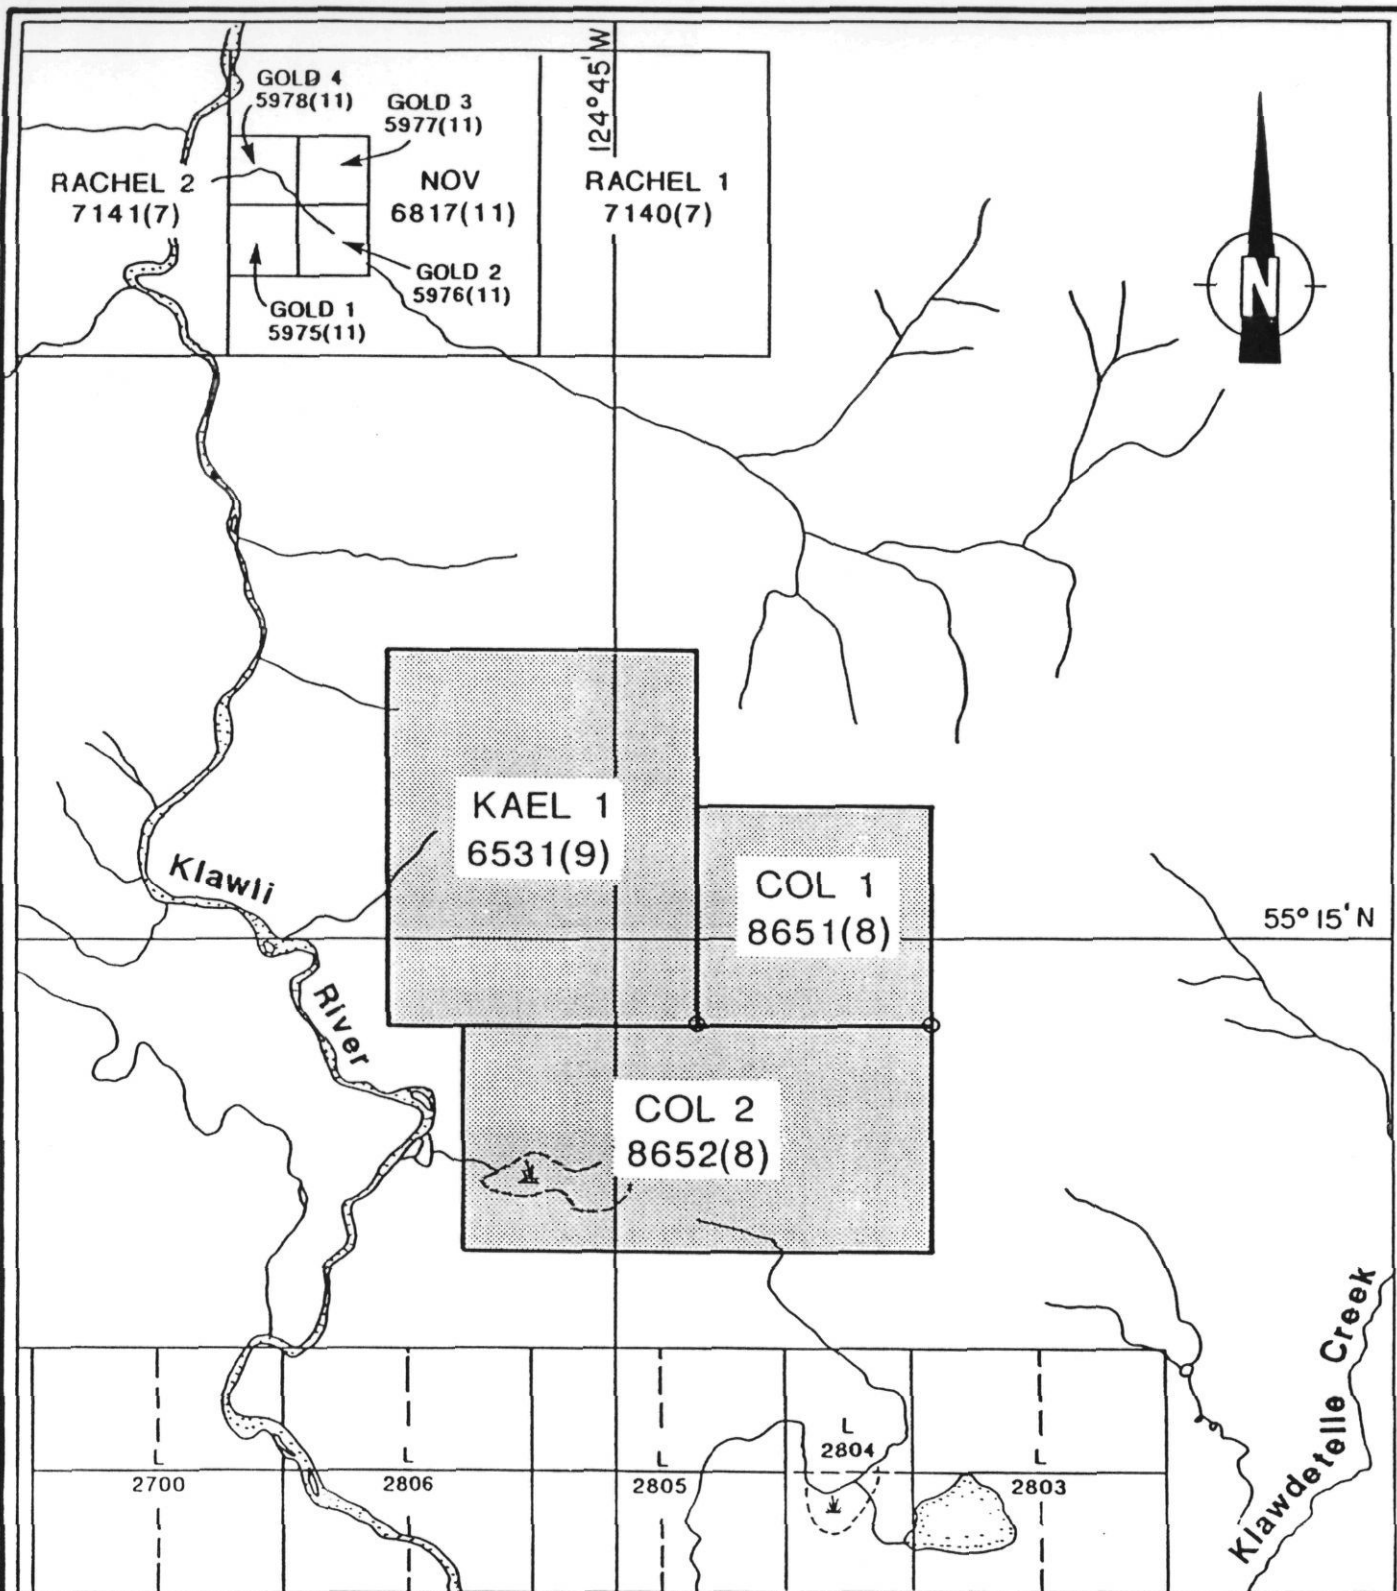 124°45'W
GOLD 4
5978(11)
GOLD 3
5977(11)
RACHEL 2
7141(7)
NOV
6817(11)
RACHEL 1
7140(7)
GOLD 2
5976(11)
GOLD 1
5975(11)
N
KAEL 1
6531(9)
COL 1
8651(8)
Klawli
River
55° 15' N
COL 2
8652(8)
Klawdetelle Creek
L
2700
L
2806
L
2805
L
2804
L
2803